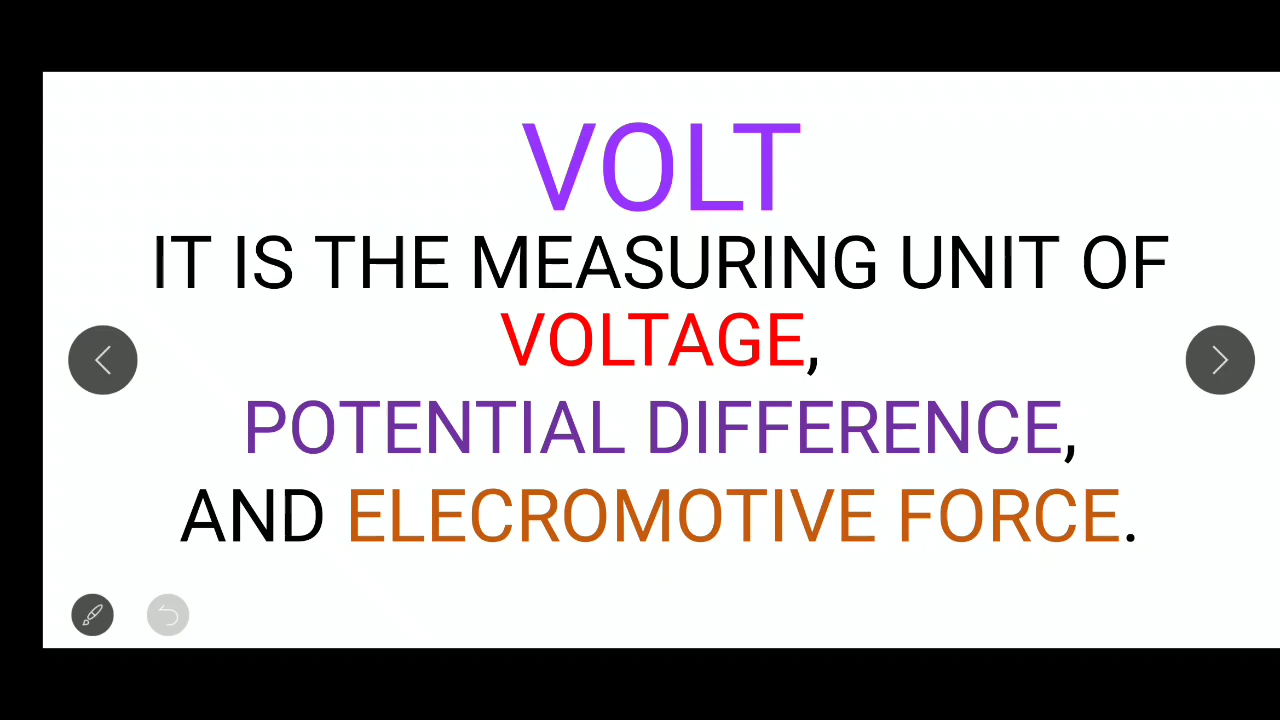 VOLT
IT IS THE MEASURING UNIT OF
VOLTAGE,
POTENTIAL DIFFERENCE,
AND ELECROMOTIVE FORCE.